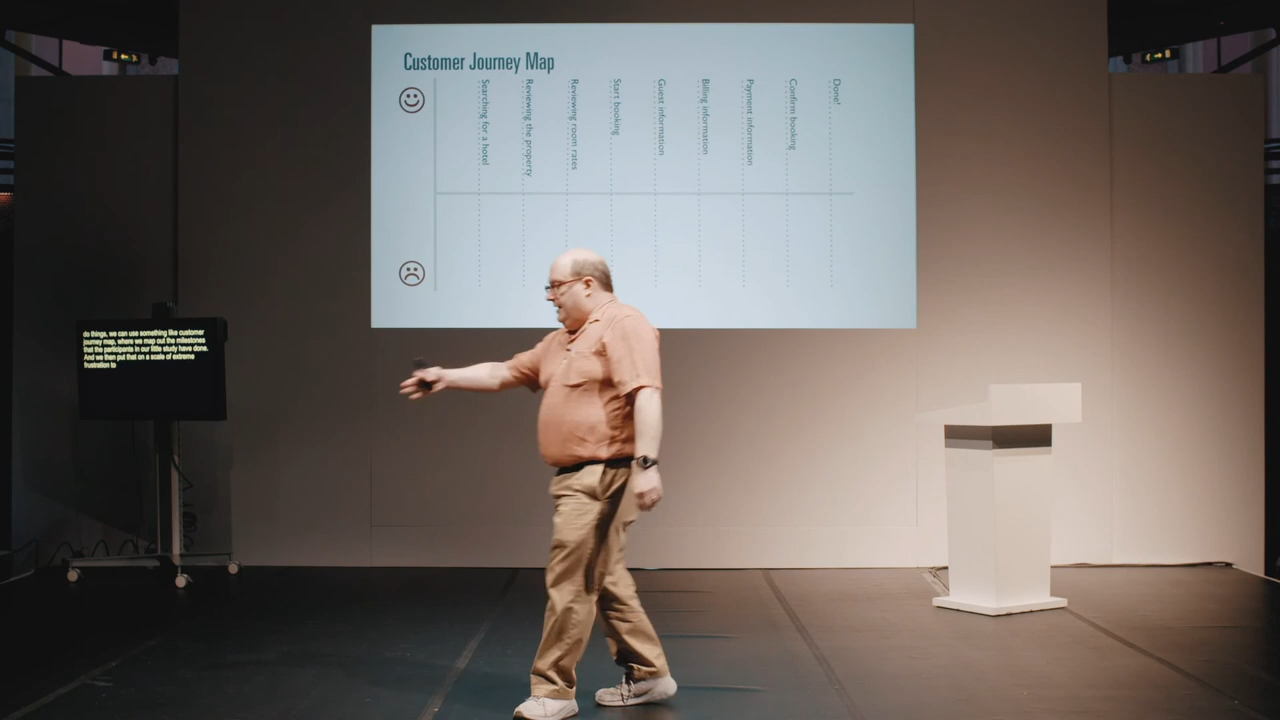 Customer Journey Map
Searching for a hotel
Reviewing the property
Reviewing room rates
Start booking
Guest information
Billing information
Payment information
Confirm booking
Done!
do things, we can use something like customer
journey map, where we map out the milestones
that the participants in our little study have done.
And we then put that on a scale of extreme
frustration to